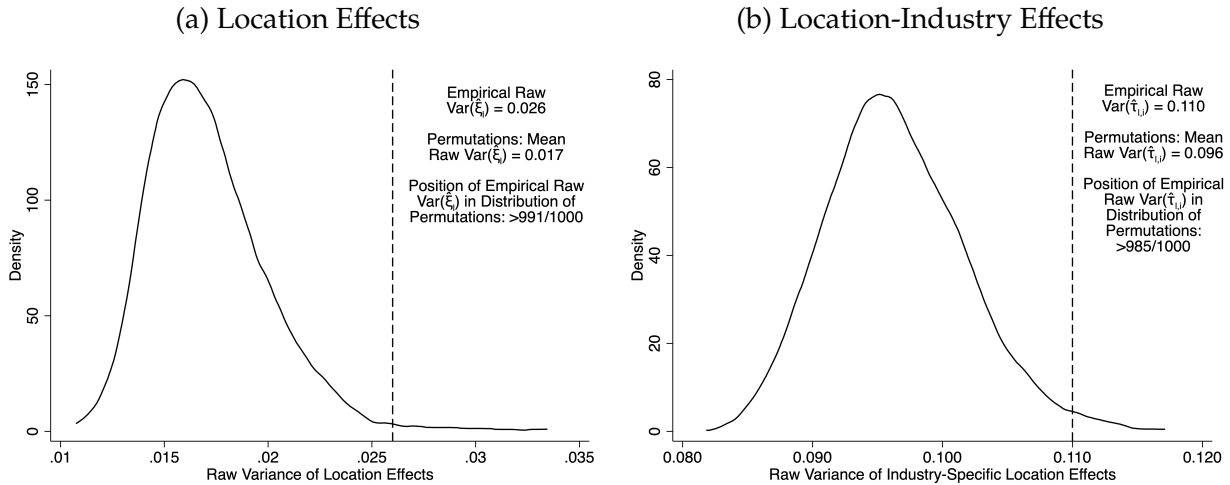 (a) Location Effects
Density
150
100
50
0
Empirical Raw
Var(ξ̂ⱼ) = 0.026
Permutations: Mean
Raw Var(ξ̂ⱼ) = 0.017
Position of Empirical Raw
Var(ξ̂ⱼ) in Distribution of
Permutations: >991/1000
.01 .015 .02 .025 .03 .035
Raw Variance of Location Effects
(b) Location-Industry Effects
Density
80
60
40
20
0
Empirical Raw
Var(τ̂ₗ,ᵢ) = 0.110
Permutations: Mean
Raw Var(τ̂ₗ,ᵢ) = 0.096
Position of Empirical
Raw Var(τ̂ₗ,ᵢ) in
Distribution of
Permutations:
>985/1000
0.080 0.090 0.100 0.110 0.120
Raw Variance of Industry-Specific Location Effects